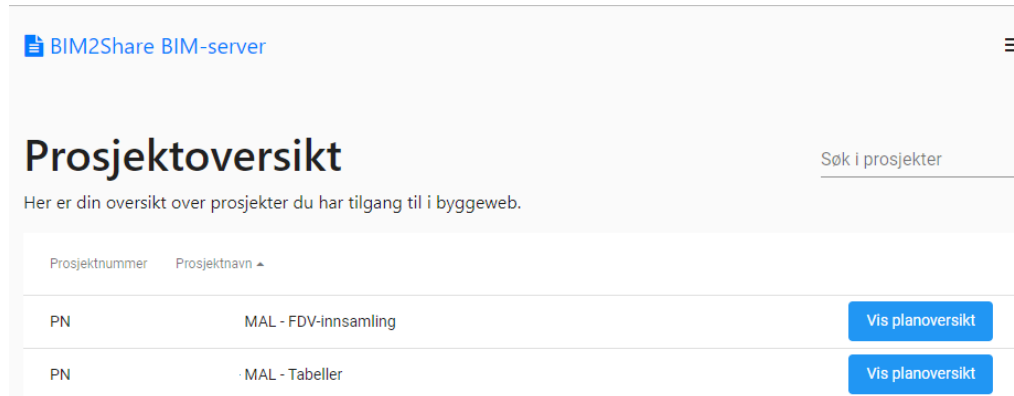 BIM2Share BIM-server
Prosjektoversikt
Søk i prosjekter
Her er din oversikt over prosjekter du har tilgang til i byggeweb.
Prosjektnummer Prosjektnavn
PN MAL - FDV-innsamling Vis planoversikt
PN MAL - Tabeller Vis planoversikt